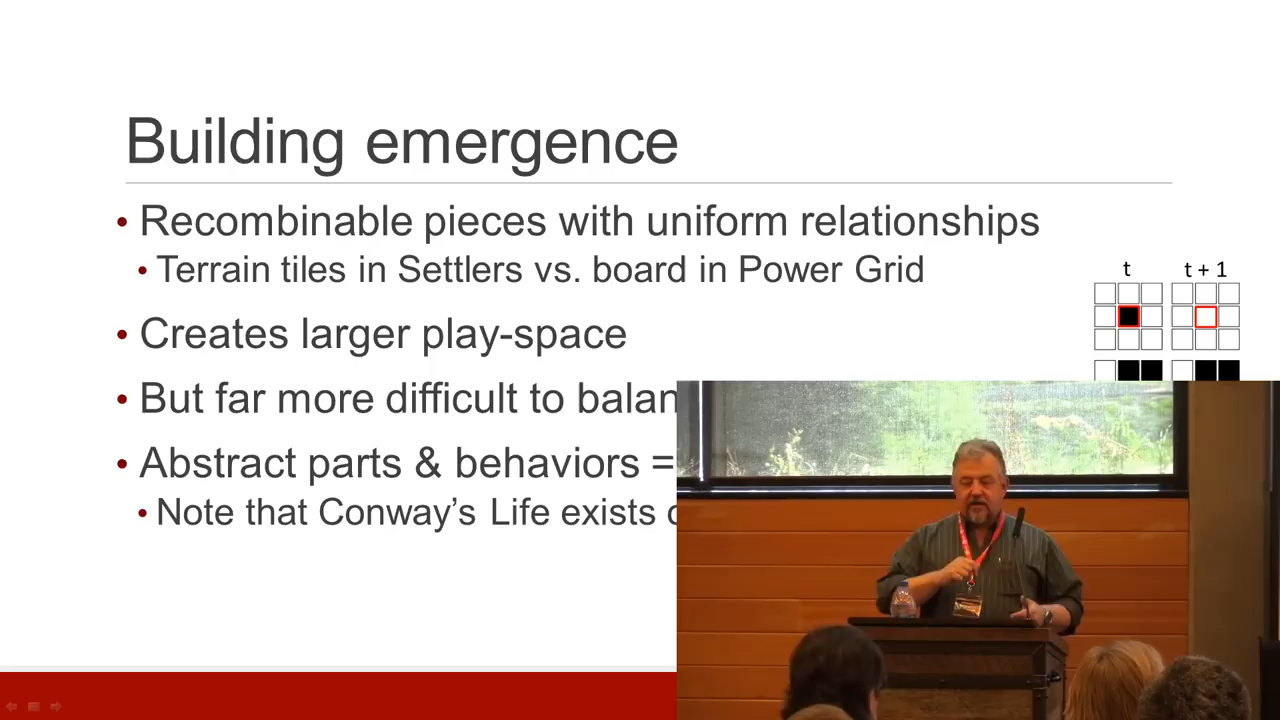 Building emergence
• Recombinable pieces with uniform relationships
• Terrain tiles in Settlers vs. board in Power Grid
t t + 1
• Creates larger play-space
• But far more difficult to balan
• Abstract parts & behaviors =
• Note that Conway’s Life exists